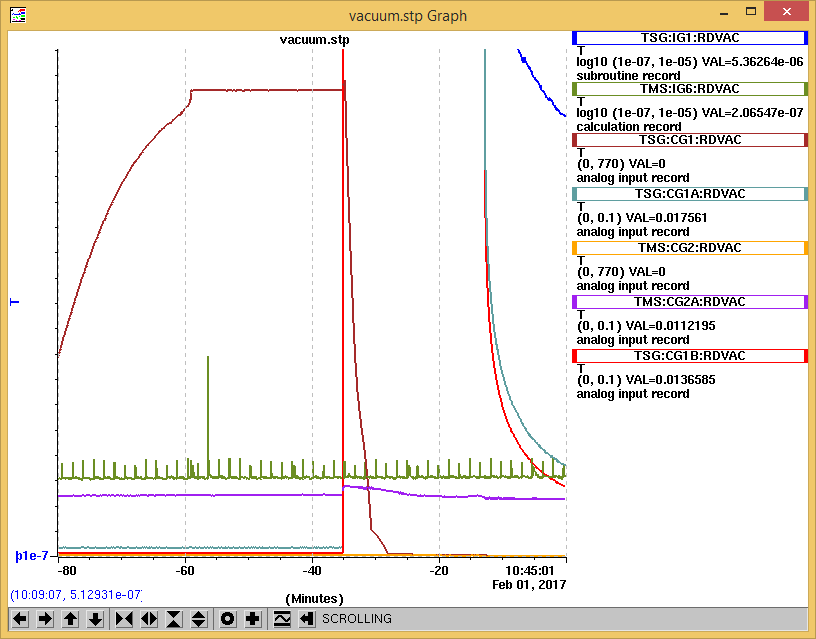 vacuum.stp Graph
vacuum.stp
TSG:IG1:RDVAC
T
log10 (1e-07, 1e-05) VAL=5.36264e-06
subroutine record
TMS:IG6:RDVAC
T
log10 (1e-07, 1e-05) VAL=2.06547e-07
calculation record
TSG:CG1:RDVAC
T
(0, 770) VAL=0
analog input record
TSG:CG1A:RDVAC
T
(0, 0.1) VAL=0.017561
analog input record
TMS:CG2:RDVAC
T
(0, 770) VAL=0
analog input record
TMS:CG2A:RDVAC
T
(0, 0.1) VAL=0.0112195
analog input record
TSG:CG1B:RDVAC
T
(0, 0.1) VAL=0.0136585
analog input record
T
1e-7
-80
-60
-40
-20
10:45:01
Feb 01, 2017
(10:09:07, 5.12931e-07)
(Minutes)
SCROLLING